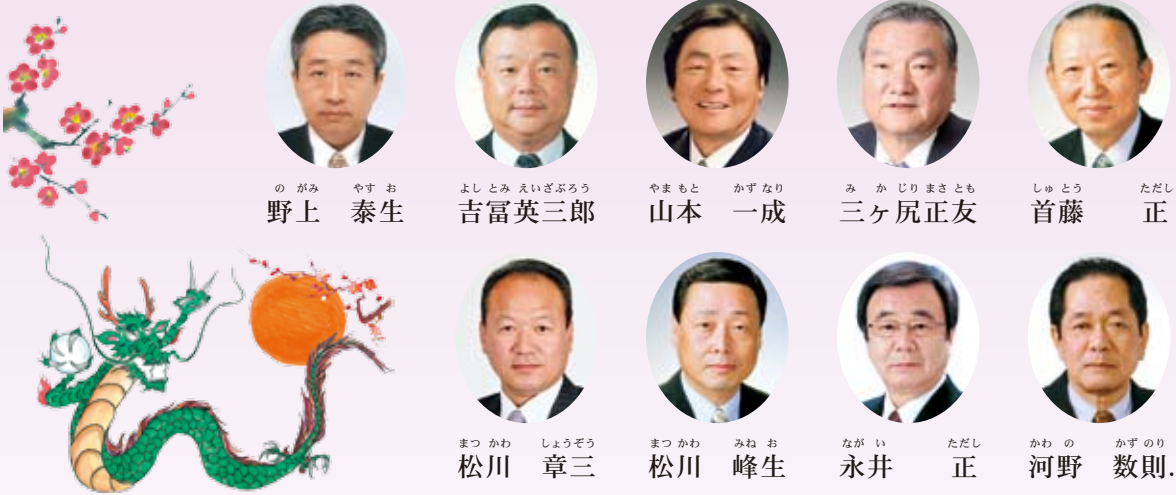 の がみ やす お よし とみ えいざぶろう やま もと かず なり み か じり まさ とも しゅ とう ただし
野上 泰生 吉冨英三郎 山本 一成 三ヶ尻正友 首藤 正
まつ かわ しょうぞう まつ かわ みね お なが い ただし かわ の かず のり
松川 章三 松川 峰生 永井 正 河野 数則.